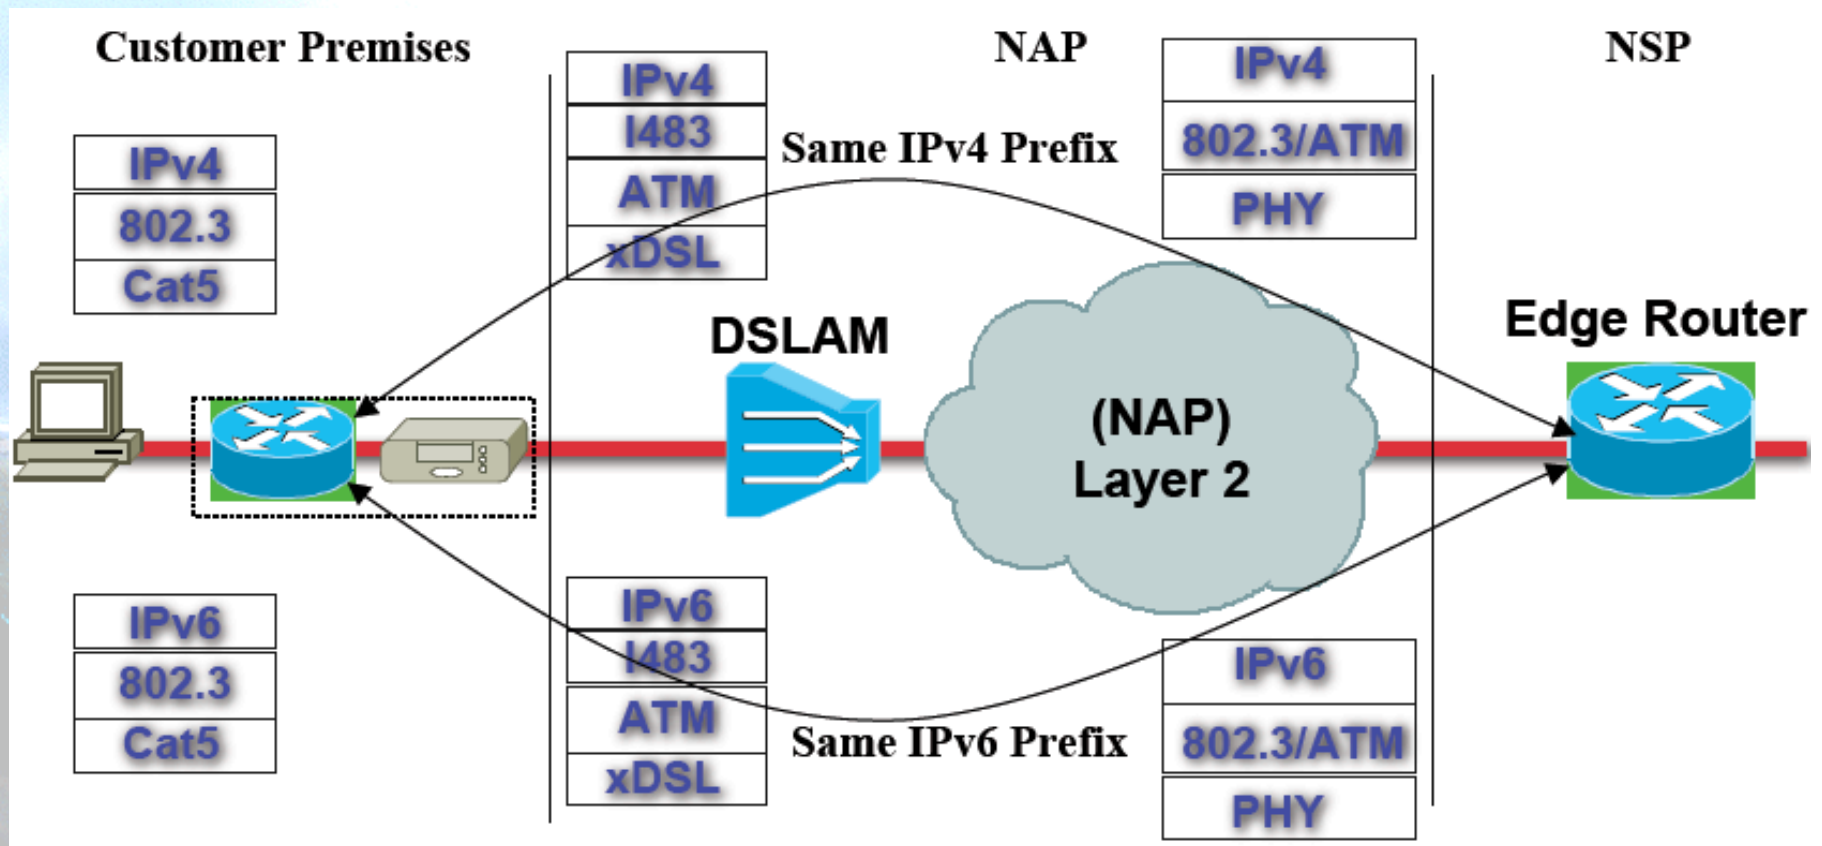 Customer Premises
NAP
NSP
IPv4
I483
ATM
xDSL
IPv4
802.3/ATM
PHY
Same IPv4 Prefix
IPv4
802.3
Cat5
DSLAM
Edge Router
(NAP)
Layer 2
IPv6
802.3
Cat5
IPv6
I483
ATM
xDSL
Same IPv6 Prefix
IPv6
802.3/ATM
PHY